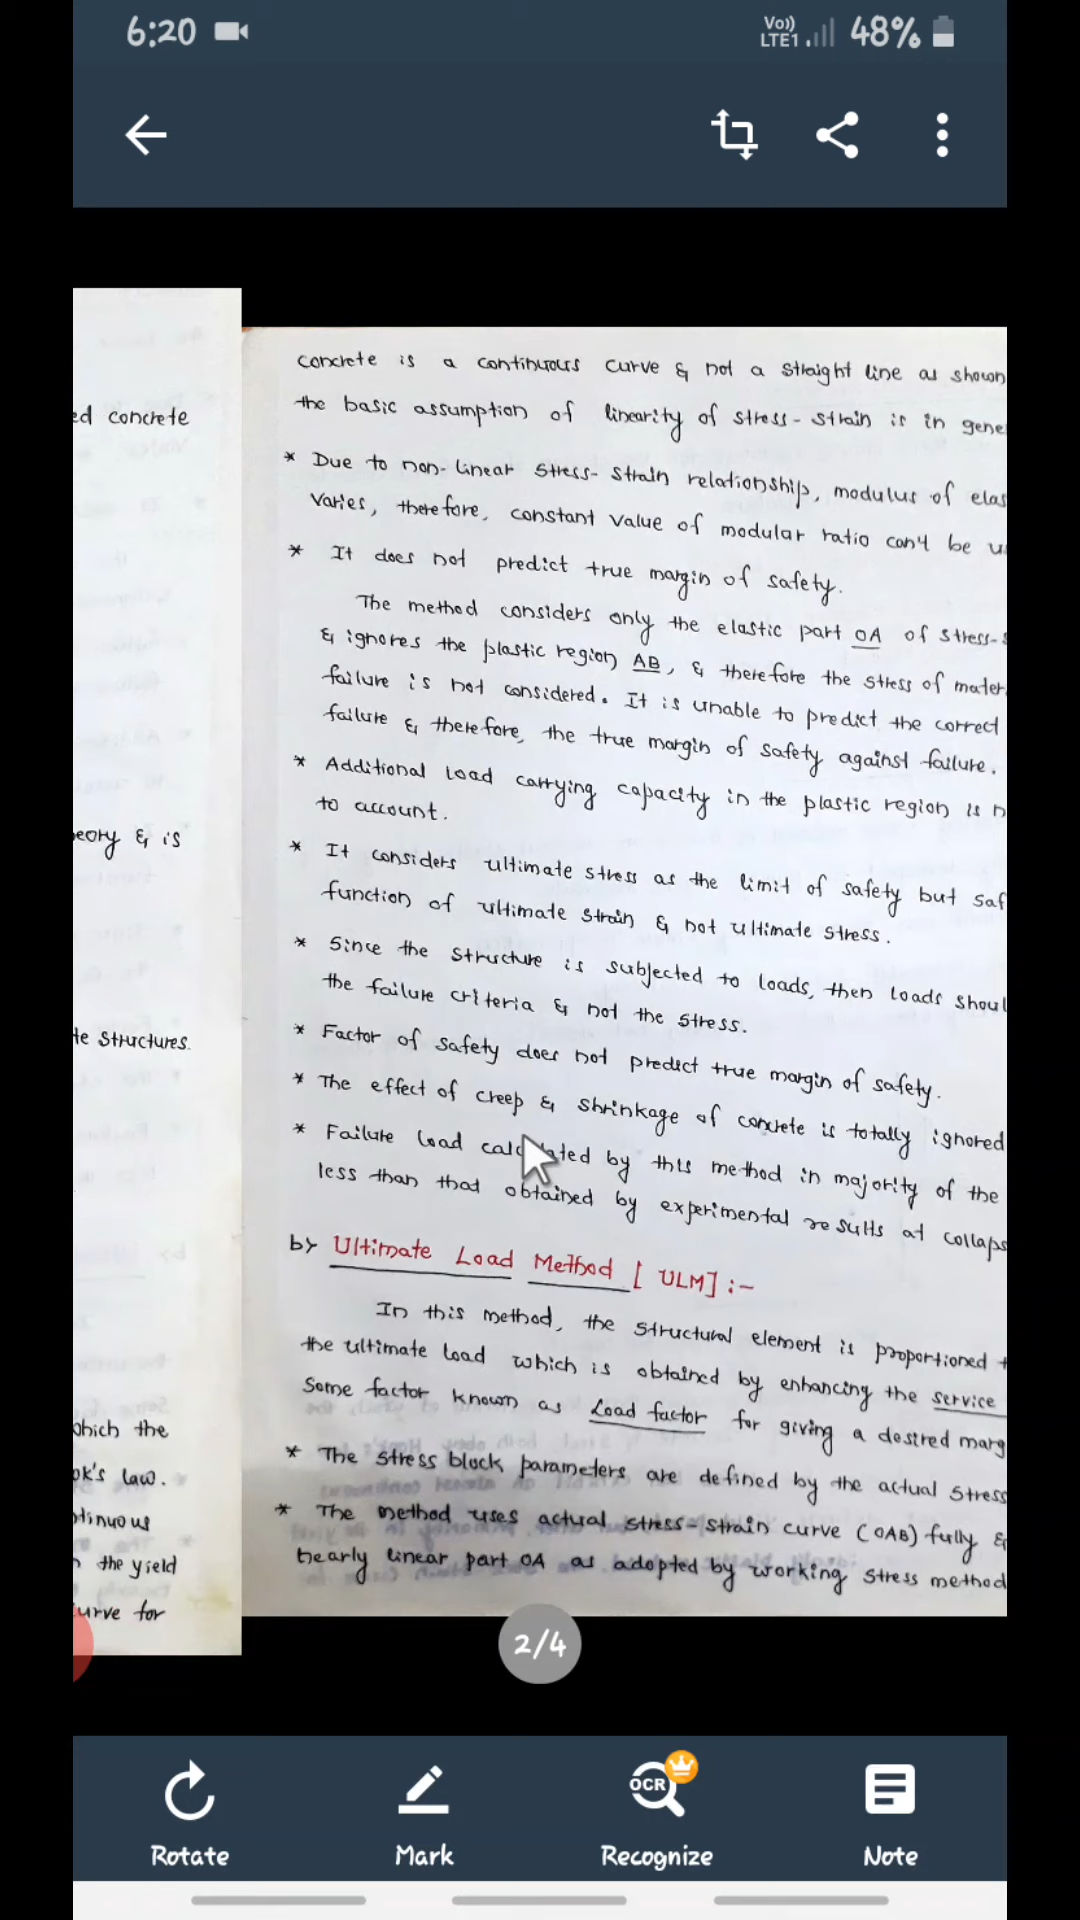 6:20
Vo)) LTE1 48%
ed concrete
eory & is
te structures.
which the
ok's law.
tinuous
the yield
curve for
concrete is a continuous curve & not a straight line as shown
the basic assumption of linearity of stress-strain is in gene
* Due to non-linear stress-strain relationship, modulus of elas
varies, therefore, constant value of modular ratio can't be u
* It does not predict true margin of safety.
The method considers only the elastic part OA of stress-s
& ignores the plastic region AB, & therefore the stress of mater
failure is not considered. It is unable to predict the correct
failure & therefore, the true margin of safety against failure.
* Additional load carrying capacity in the plastic region is n
to account.
* It considers ultimate stress as the limit of safety but saf
function of ultimate strain & not ultimate stress.
* Since the structure is subjected to loads, then loads shoul
the failure criteria & not the stress.
* Factor of safety does not predict true margin of safety.
* The effect of creep & shrinkage of concrete is totally ignored
* Failure load calculated by this method in majority of the
less than that obtained by experimental results at collaps
b) Ultimate Load Method [ULM] :-
In this method, the structural element is proportioned t
the ultimate load which is obtained by enhancing the service
Some factor known as Load factor for giving a desired marg
* The stress block parameters are defined by the actual stress
* The method uses actual stress-strain curve (OAB) fully &
nearly linear part OA as adopted by working stress method
2/4
OCR
Rotate Mark Recognize Note